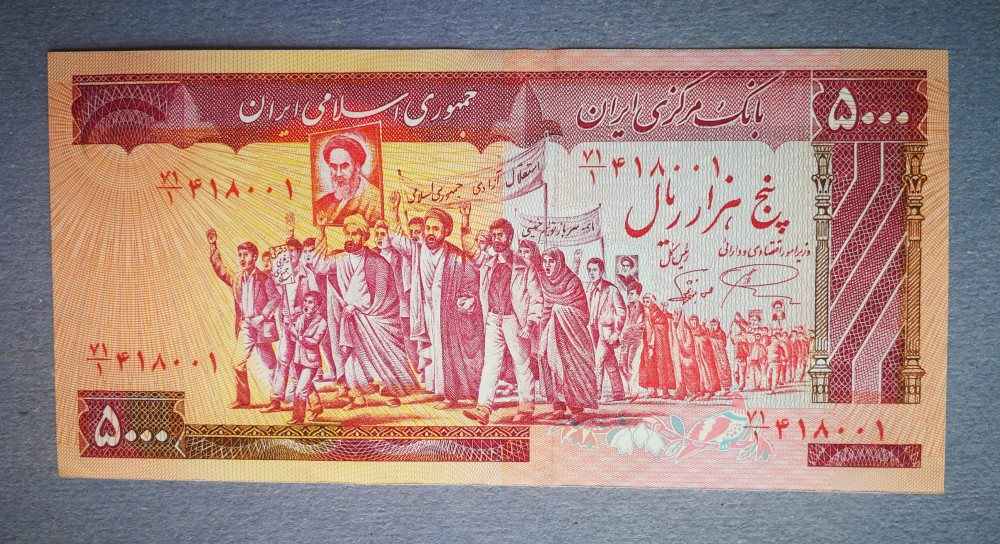 بانک مرکزی ایران
جمهوری اسلامی ایران
۵۰۰۰
۷۱/۱ ۴۱۸۰۰۱
۷۱/۱ ۴۱۸۰۰۱
استقلال آزادی جمهوری اسلامی
پنج هزار ریال
وزیر امور اقتصادی و دارائی
رئیس کل
۷۱/۱ ۴۱۸۰۰۱
۷۱/۱ ۴۱۸۰۰۱
۵۰۰۰